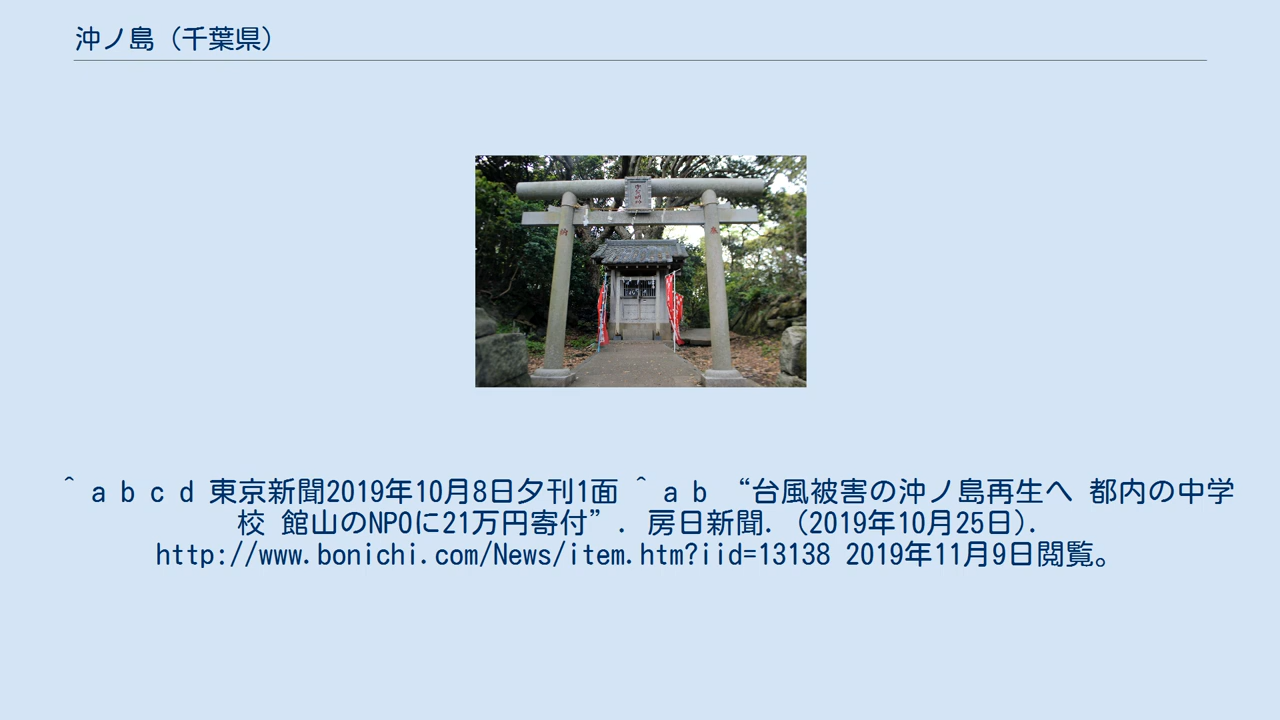 沖ノ島（千葉県）
^ a b c d 東京新聞2019年10月8日夕刊1面 ^ a b “台風被害の沖ノ島再生へ 都内の中学
校 館山のNPOに21万円寄付”. 房日新聞. (2019年10月25日).
http://www.bonichi.com/News/item.htm?iid=13138 2019年11月9日閲覧。